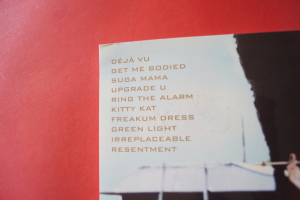 DÉJÀ VU
GET ME BODIED
SUGA MAMA
UPGRADE U
RING THE ALARM
KITTY KAT
FREAKUM DRESS
GREEN LIGHT
IRREPLACEABLE
RESENTMENT